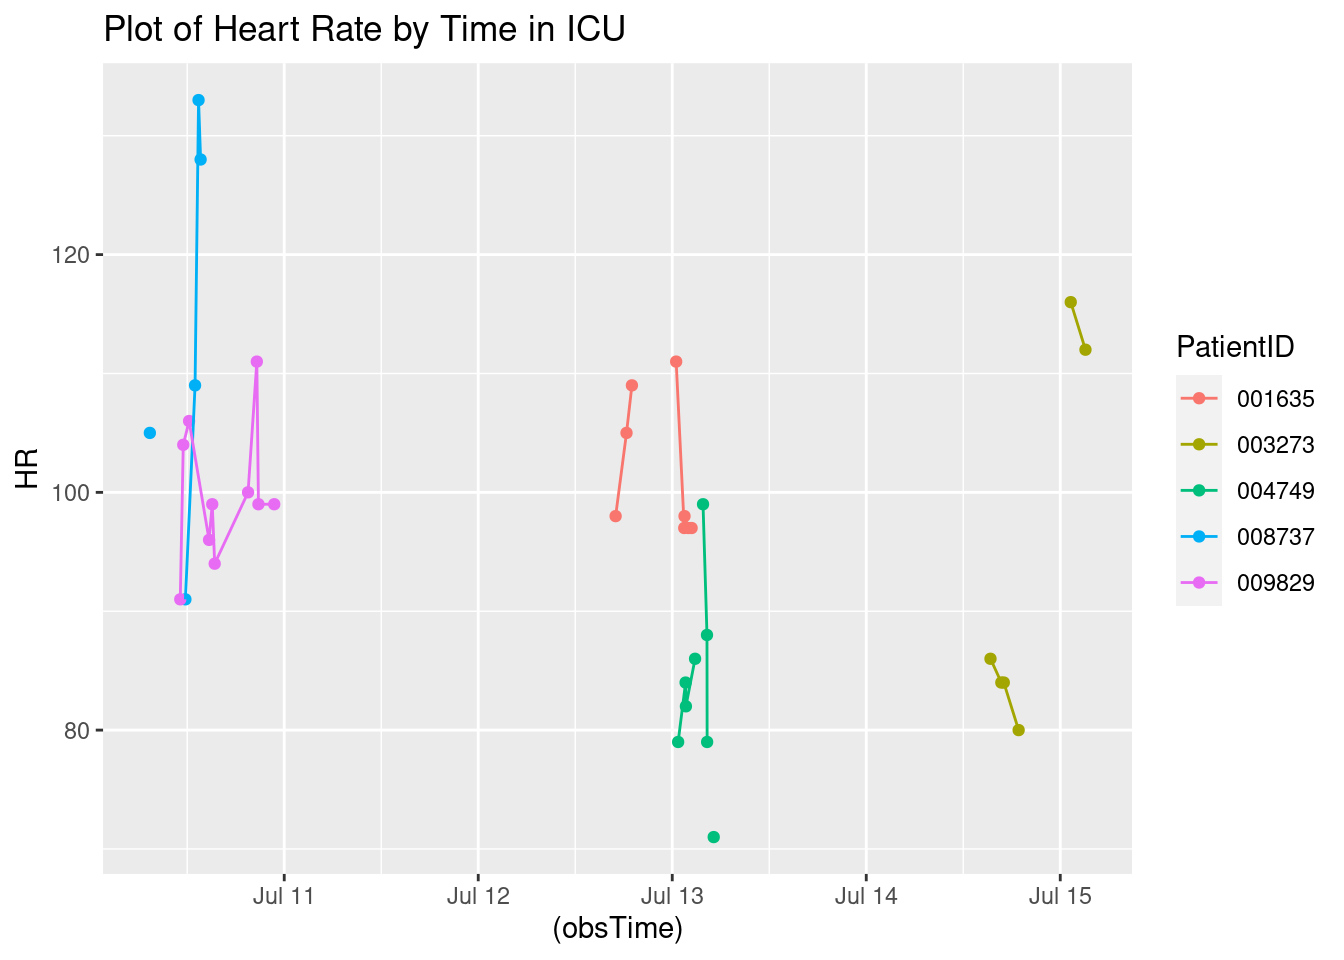 Plot of Heart Rate by Time in ICU
120
100
80
HR
Jul 11
Jul 12
Jul 13
Jul 14
Jul 15
(obsTime)
PatientID
001635
003273
004749
008737
009829